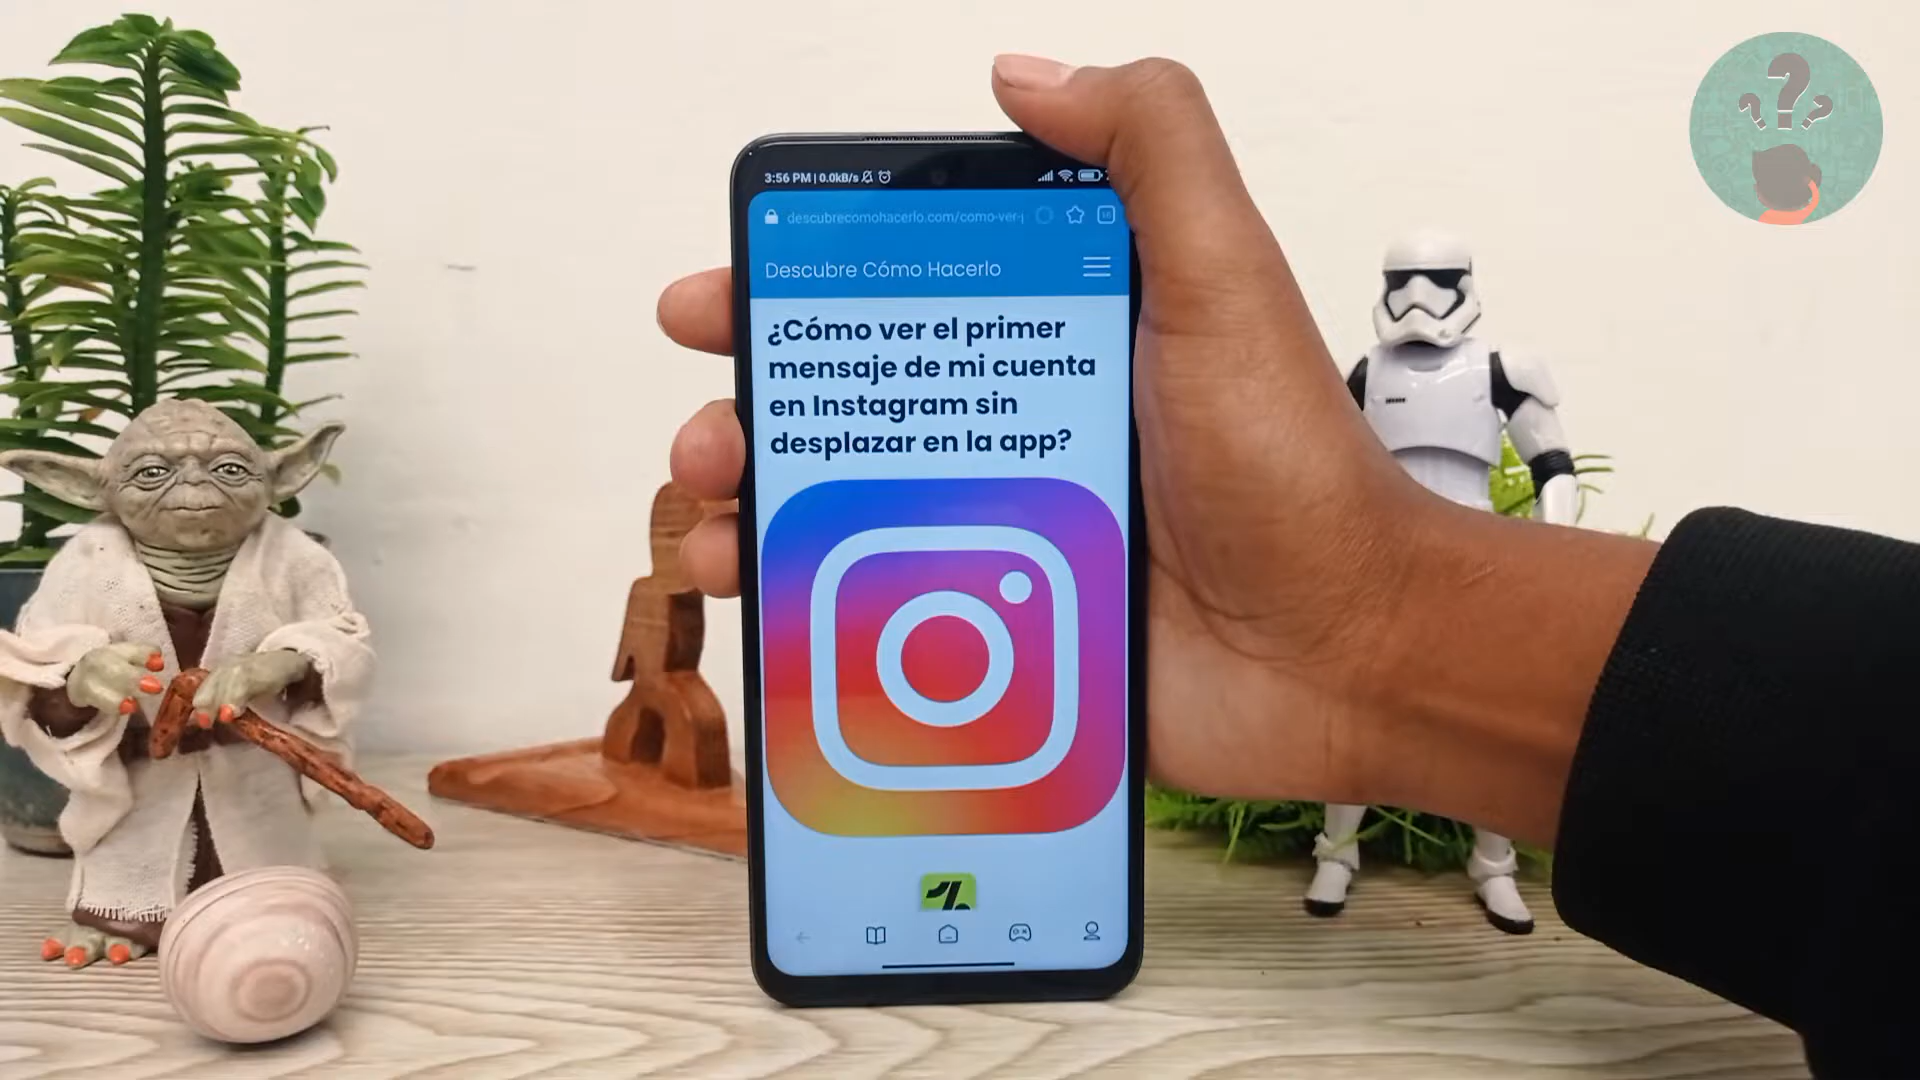 3:56 PM | 0.0kB/s
descubrecomohacerlo.com/como-ver-
Descubre Cómo Hacerlo
¿Cómo ver el primer
mensaje de mi cuenta
en Instagram sin
desplazar en la app?